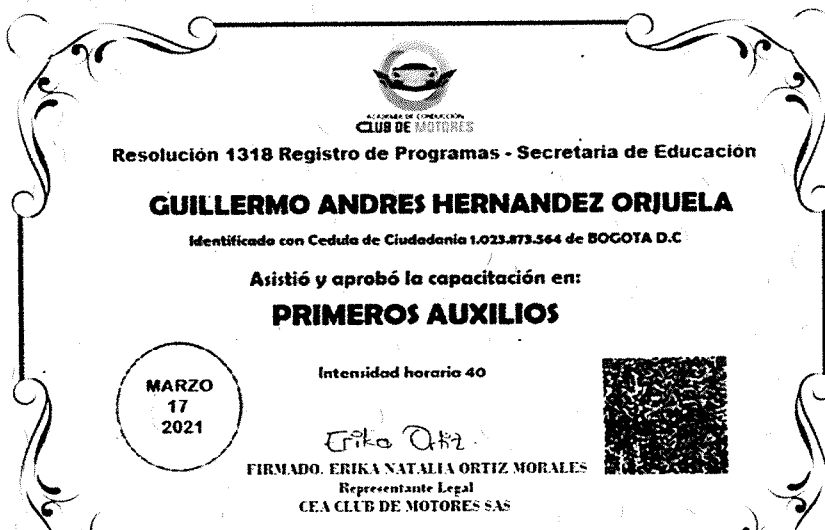 ACADEMIA DE CONDUCCIÓN
CLUB DE MOTORES
Resolución 1318 Registro de Programas - Secretaria de Educación
GUILLERMO ANDRES HERNANDEZ ORJUELA
Identificado con Cedula de Ciudadania 1.023.873.564 de BOGOTA D.C
Asistió y aprobó la capacitación en:
PRIMEROS AUXILIOS
Intensidad horaria 40
MARZO
17
2021
Erika Ortiz
FIRMADO. ERIKA NATALIA ORTIZ MORALES
Representante Legal
CEA CLUB DE MOTORES SAS